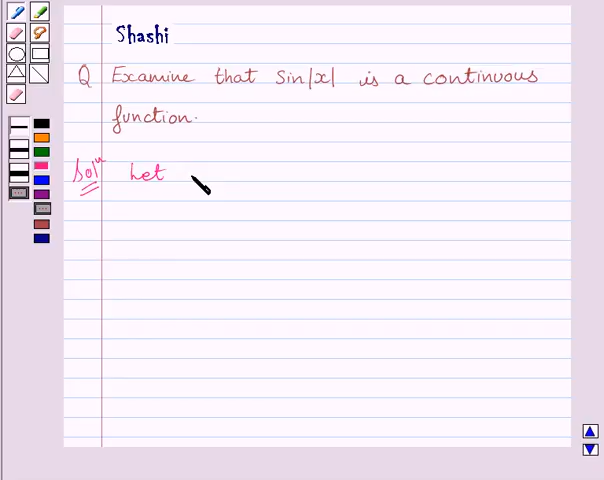 Shashi
Q Examine that Sin|x| is a continuous
function.
Solⁿ Let